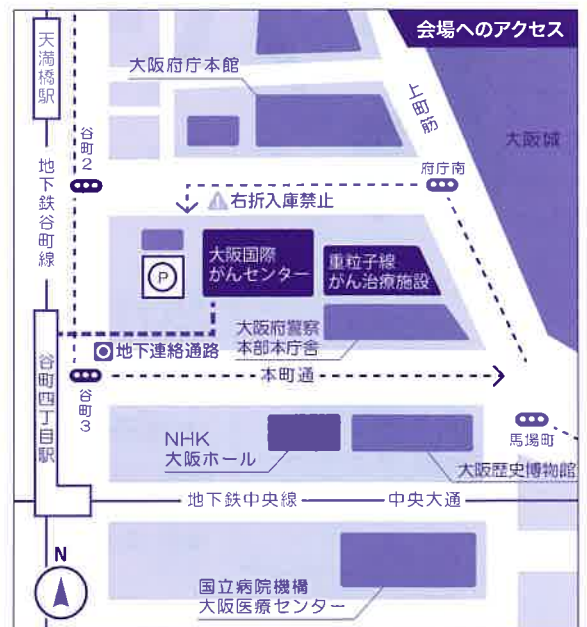 会場へのアクセス
天満橋駅
大阪府庁本館
上町筋
大阪城
谷町2
府庁南
地下鉄谷町線
右折入庫禁止
大阪国際
がんセンター
重粒子線
がん治療施設
P
大阪府警察
本部本庁舎
地下連絡通路
本町通
谷町四丁目駅
谷町3
馬場町
NHK
大阪ホール
大阪歴史博物館
地下鉄中央線
中央大通
N
国立病院機構
大阪医療センター